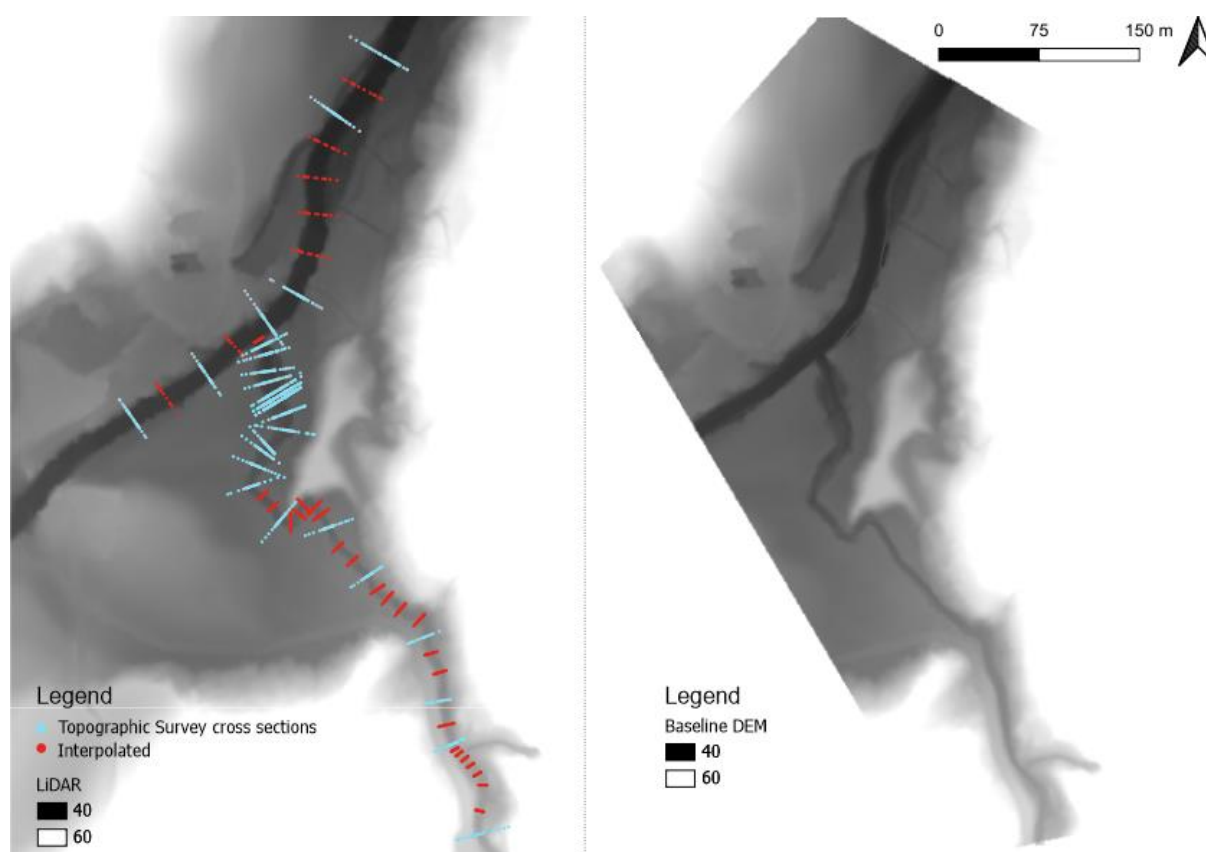 0 75 150 m
Legend
Topographic Survey cross sections
Interpolated
LiDAR
40
60
Legend
Baseline DEM
40
60